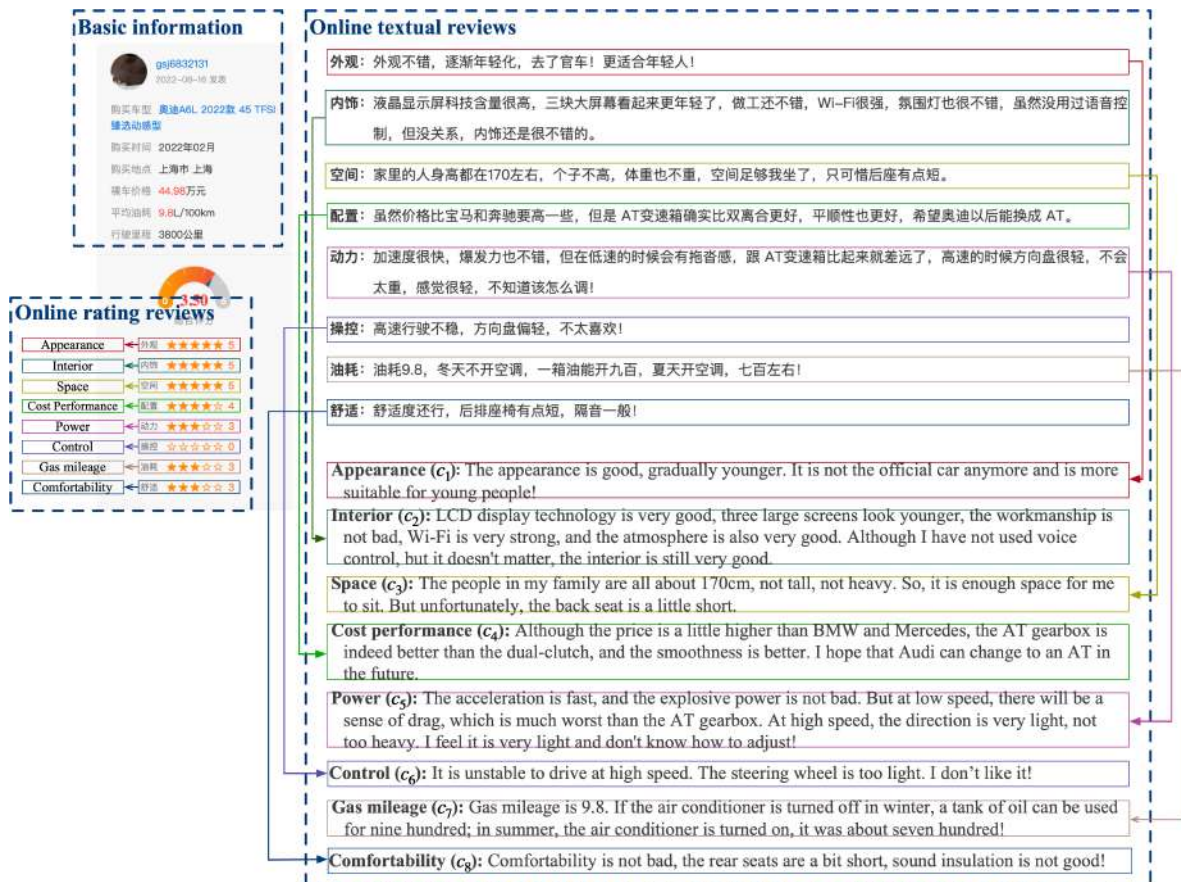 Basic information
gsj6832131
2022-08-16 发表
购买车型 奥迪A6L 2022款 45 TFSI
臻选动感型
购买时间 2022年02月
购买地点 上海市 上海
裸车价格 44.98万元
平均油耗 9.8L/100km
行驶里程 3800公里
3.50
Online rating reviews
Appearance 外观 ★★★★★ 5
Interior 内饰 ★★★★★ 5
Space 空间 ★★★★★ 5
Cost Performance 配置 ★★★★☆ 4
Power 动力 ★★★☆☆ 3
Control 操控 ☆☆☆☆☆ 0
Gas mileage 油耗 ★★★☆☆ 3
Comfortability 舒适 ★★★☆☆ 3
Online textual reviews
外观：外观不错，逐渐年轻化，去了官车！更适合年轻人！
内饰：液晶显示屏科技含量很高，三块大屏幕看起来更年轻了，做工还不错，Wi-Fi很强，氛围灯也很不错，虽然没用过语音控
制，但没关系，内饰还是很不错的。
空间：家里的人身高都在170左右，个子不高，体重也不重，空间足够我坐了，只可惜后座有点短。
配置：虽然价格比宝马和奔驰要高一些，但是 AT变速箱确实比双离合更好，平顺性也更好，希望奥迪以后能换成 AT。
动力：加速度很快，爆发力也不错，但在低速的时候会有拖沓感，跟 AT变速箱比起来就差远了，高速的时候方向盘很轻，不会
太重，感觉很轻，不知道该怎么调！
操控：高速行驶不稳，方向盘偏轻，不太喜欢！
油耗：油耗9.8，冬天不开空调，一箱油能开九百，夏天开空调，七百左右！
舒适：舒适度还行，后排座椅有点短，隔音一般！
Appearance (c1): The appearance is good, gradually younger. It is not the official car anymore and is more
suitable for young people!
Interior (c2): LCD display technology is very good, three large screens look younger, the workmanship is
not bad, Wi-Fi is very strong, and the atmosphere is also very good. Although I have not used voice
control, but it doesn't matter, the interior is still very good.
Space (c3): The people in my family are all about 170cm, not tall, not heavy. So, it is enough space for me
to sit. But unfortunately, the back seat is a little short.
Cost performance (c4): Although the price is a little higher than BMW and Mercedes, the AT gearbox is
indeed better than the dual-clutch, and the smoothness is better. I hope that Audi can change to an AT in
the future.
Power (c5): The acceleration is fast, and the explosive power is not bad. But at low speed, there will be a
sense of drag, which is much worst than the AT gearbox. At high speed, the direction is very light, not
too heavy. I feel it is very light and don't know how to adjust!
Control (c6): It is unstable to drive at high speed. The steering wheel is too light. I don't like it!
Gas mileage (c7): Gas mileage is 9.8. If the air conditioner is turned off in winter, a tank of oil can be used
for nine hundred; in summer, the air conditioner is turned on, it was about seven hundred!
Comfortability (c8): Comfortability is not bad, the rear seats are a bit short, sound insulation is not good!